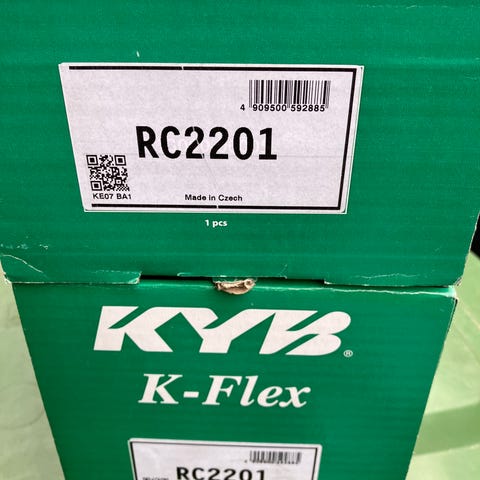 4 909500 592885
RC2201
KE07 BA1
Made in Czech
1 pcs
KYB®
K-Flex
RC2201